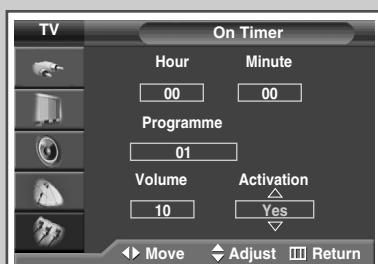 TV
On Timer
Hour Minute
00 00
Programme
01
Volume Activation
10 Yes
Move Adjust Return